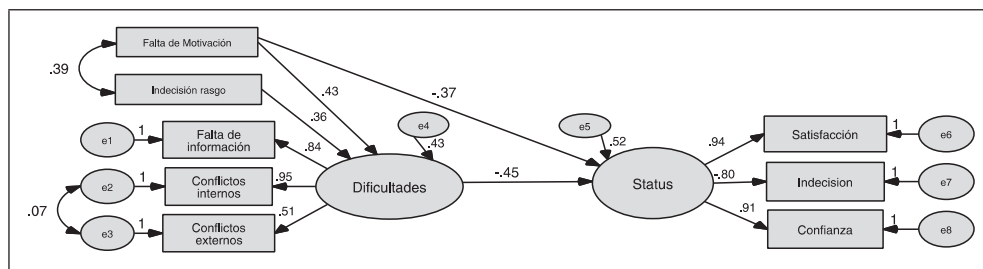 Falta de Motivación
.39
Indecisión rasgo
-.37
.43
.36
e4
.43
e5
.52
e1
1
Falta de
información
.84
e2
1
Conflictos
internos
.95
.07
e3
1
Conflictos
externos
.51
Dificultades
-.45
Status
.94
Satisfacción
1
e6
-.80
Indecision
1
e7
.91
Confianza
1
e8